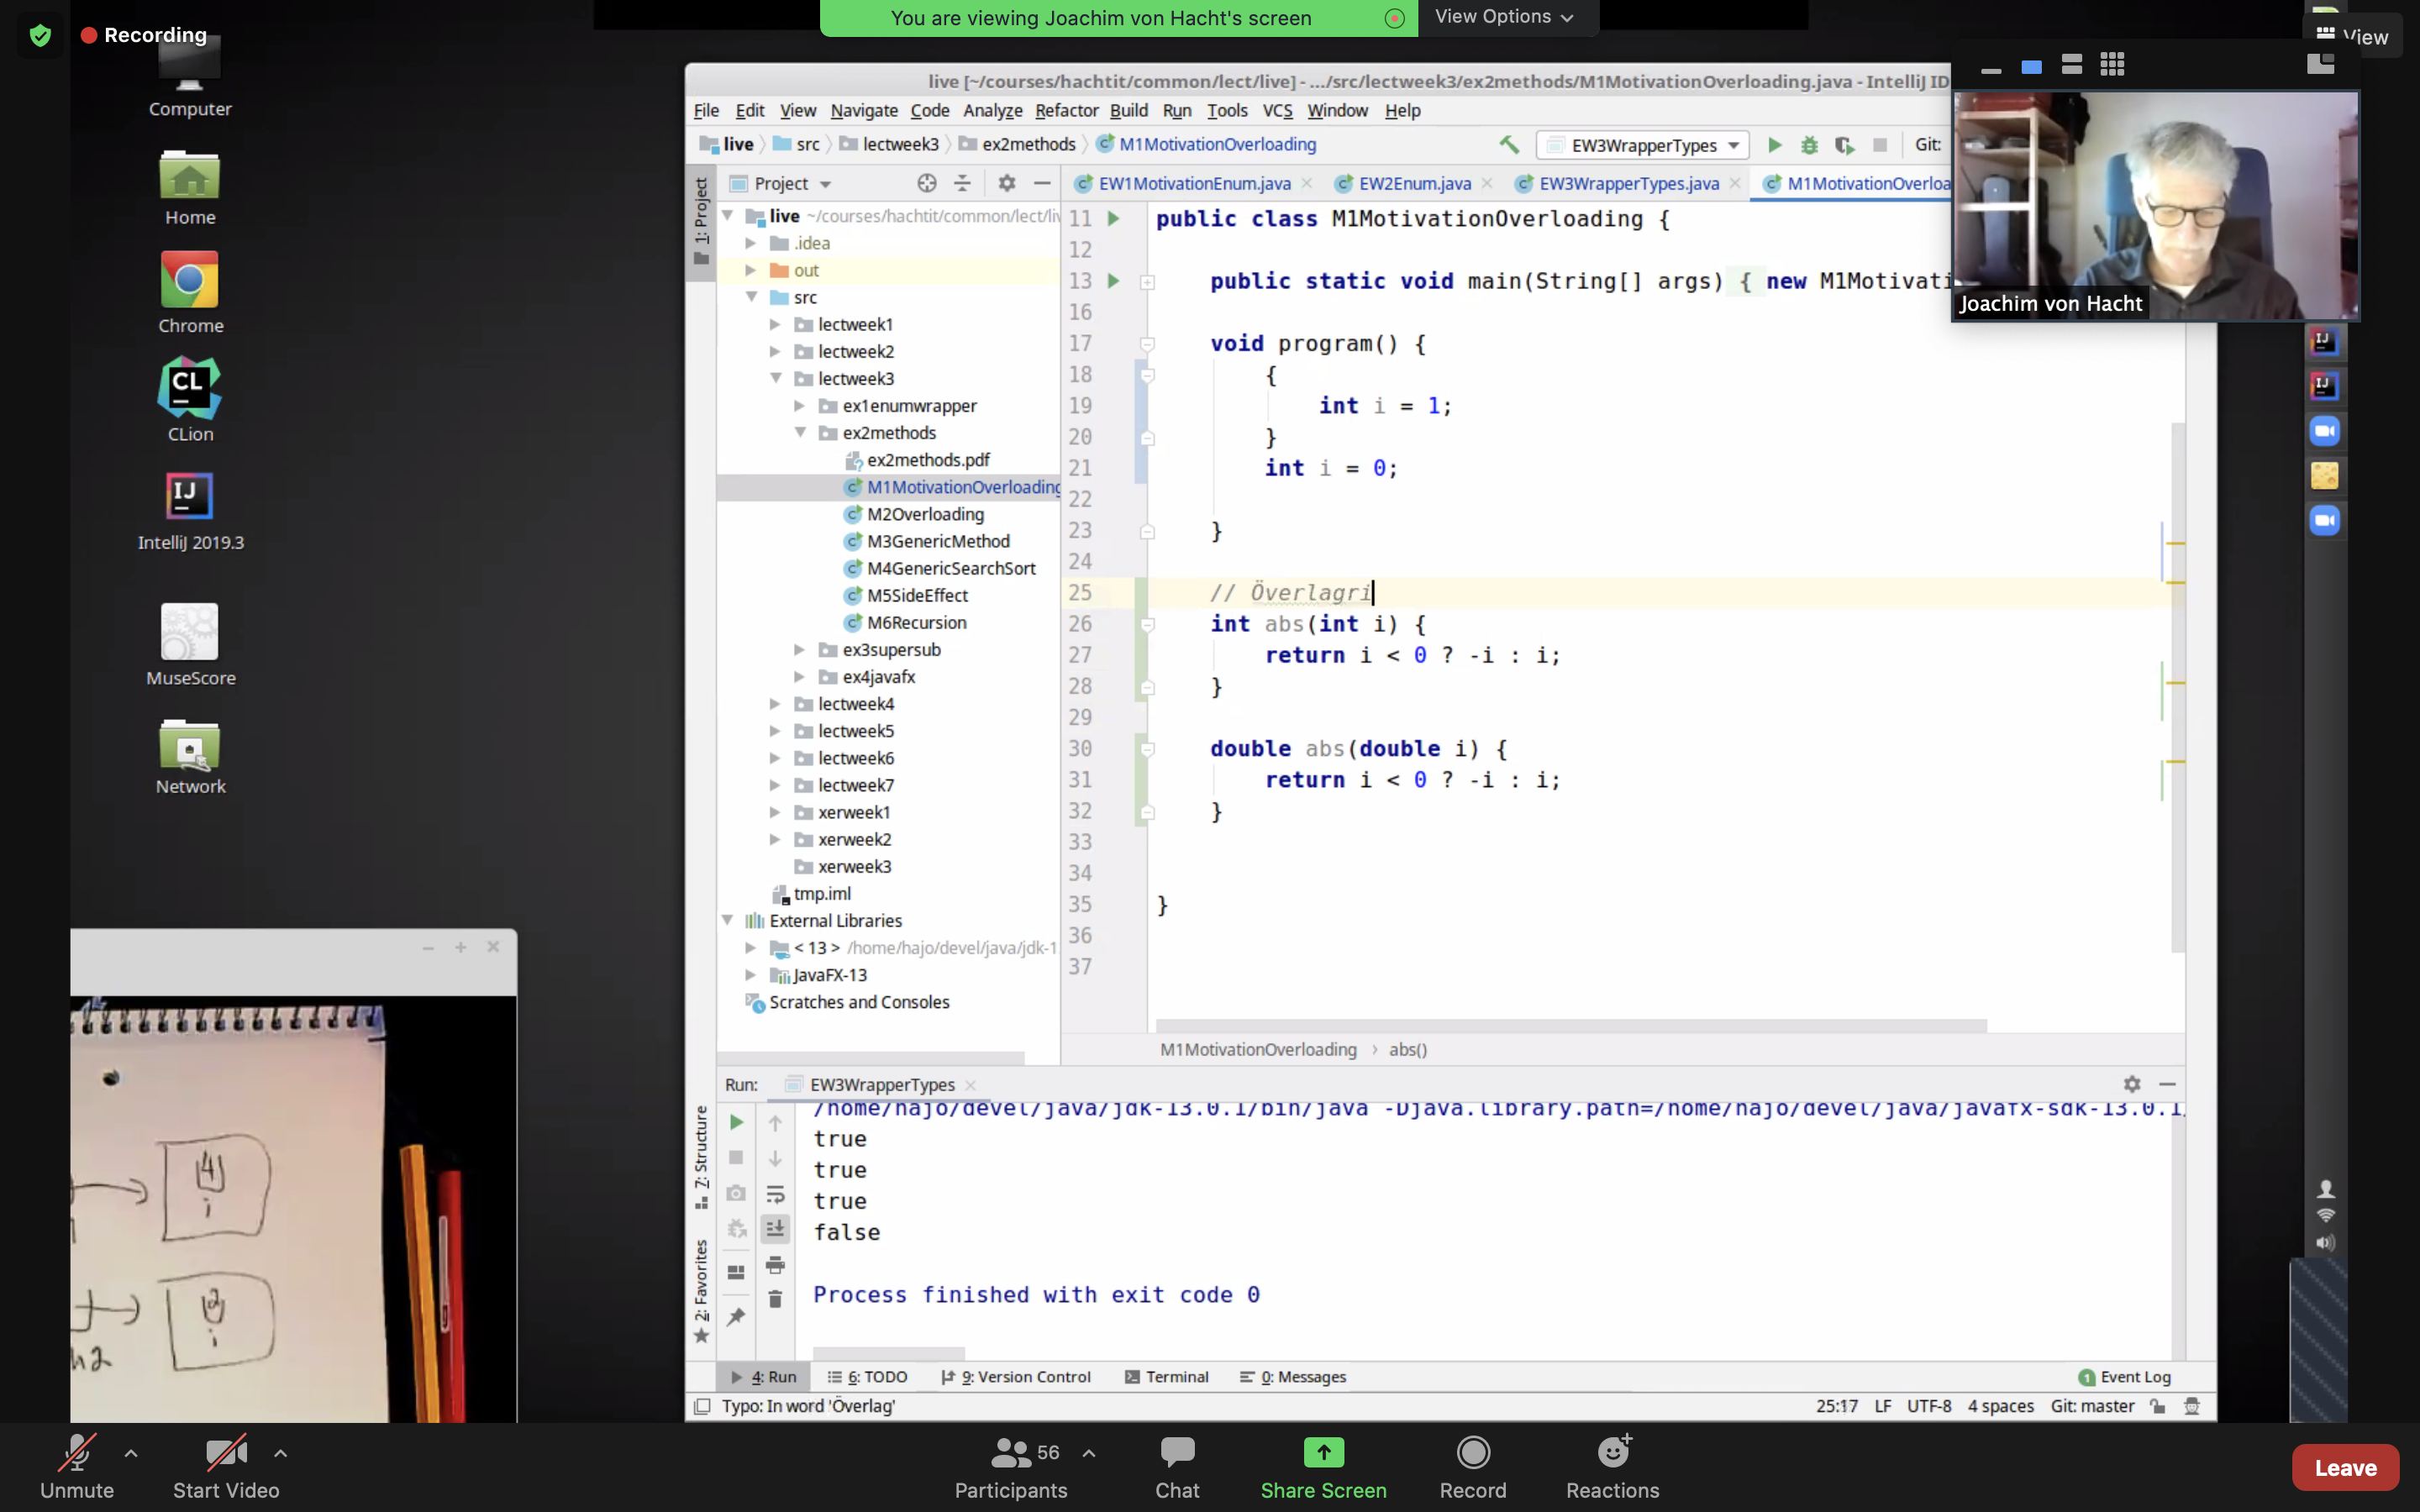 Recording
You are viewing Joachim von Hacht's screen
View Options
View
Computer
Home
Chrome
CL
CLion
IJ
IntelliJ 2019.3
MuseScore
Network
live [~/courses/hachtit/common/lect/live] - .../src/lectweek3/ex2methods/M1MotivationOverloading.java - IntelliJ ID
File Edit View Navigate Code Analyze Refactor Build Run Tools VCS Window Help
live src lectweek3 ex2methods M1MotivationOverloading
EW3WrapperTypes
Git:
Joachim von Hacht
1: Project
Project
EW1MotivationEnum.java
EW2Enum.java
EW3WrapperTypes.java
M1MotivationOverloa
live ~/courses/hachtit/common/lect/liv
.idea
out
src
lectweek1
lectweek2
lectweek3
ex1enumwrapper
ex2methods
ex2methods.pdf
M1MotivationOverloading
M2Overloading
M3GenericMethod
M4GenericSearchSort
M5SideEffect
M6Recursion
ex3supersub
ex4javafx
lectweek4
lectweek5
lectweek6
lectweek7
xerweek1
xerweek2
xerweek3
tmp.iml
External Libraries
< 13 > /home/hajo/devel/java/jdk-1
JavaFX-13
Scratches and Consoles
11 public class M1MotivationOverloading {
12
13 public static void main(String[] args) { new M1Motivati
16
17 void program() {
18 {
19 int i = 1;
20 }
21 int i = 0;
22
23 }
24
25 // Överlagri
26 int abs(int i) {
27 return i < 0 ? -i : i;
28 }
29
30 double abs(double i) {
31 return i < 0 ? -i : i;
32 }
33
34
35 }
36
37
M1MotivationOverloading › abs()
Run: EW3WrapperTypes
/home/hajo/devel/java/jdk-13.0.1/bin/java -Djava.library.path=/home/hajo/devel/java/javafx-sdk-13.0.1
true
true
true
false
Process finished with exit code 0
7: Structure
2: Favorites
4: Run 6: TODO 9: Version Control Terminal 0: Messages
1 Event Log
Typo: In word 'Överlag'
25:17 LF UTF-8 4 spaces Git: master
4
i
2
i
IJ
IJ
Unmute
Start Video
56
Participants
Chat
Share Screen
Record
Reactions
Leave